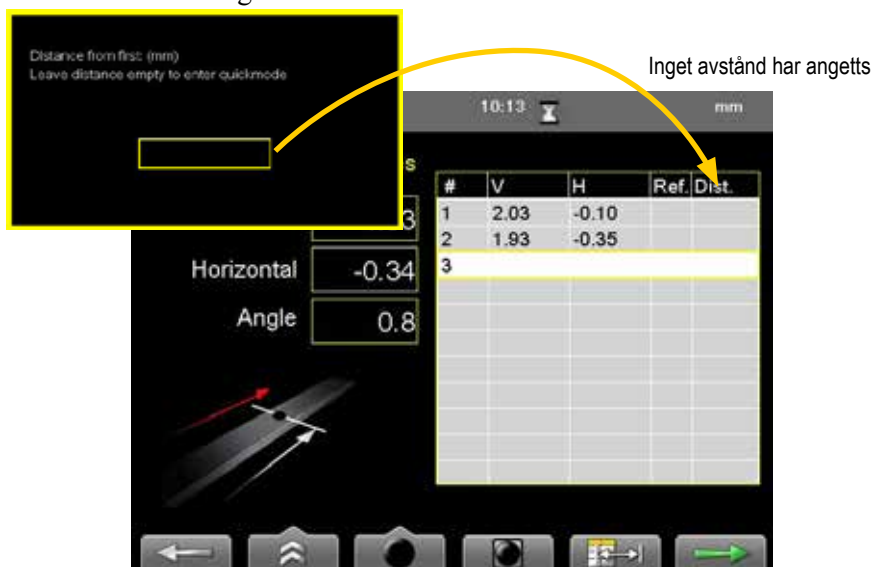 Distance from first: (mm)
Leave distance empty to enter quickmode
Inget avstånd har angetts
10:13
mm
s
# V H Ref. Dist.
1 2.03 -0.10
2 1.93 -0.35
3
3
Horizontal -0.34
Angle 0.8